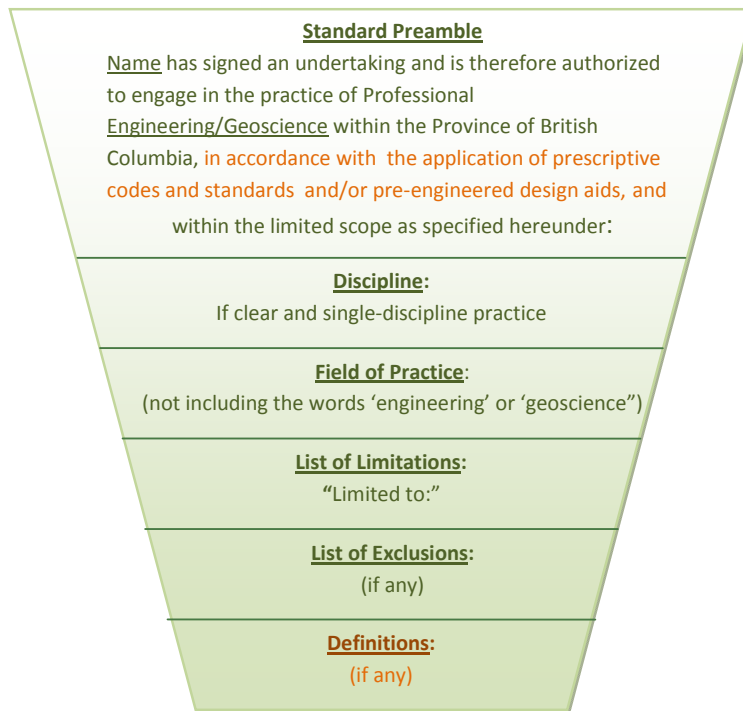 Standard Preamble
Name has signed an undertaking and is therefore authorized
to engage in the practice of Professional
Engineering/Geoscience within the Province of British
Columbia, in accordance with the application of prescriptive
codes and standards and/or pre-engineered design aids, and
within the limited scope as specified hereunder:
Discipline:
If clear and single-discipline practice
Field of Practice:
(not including the words ‘engineering’ or ‘geoscience”)
List of Limitations:
“Limited to:”
List of Exclusions:
(if any)
Definitions:
(if any)